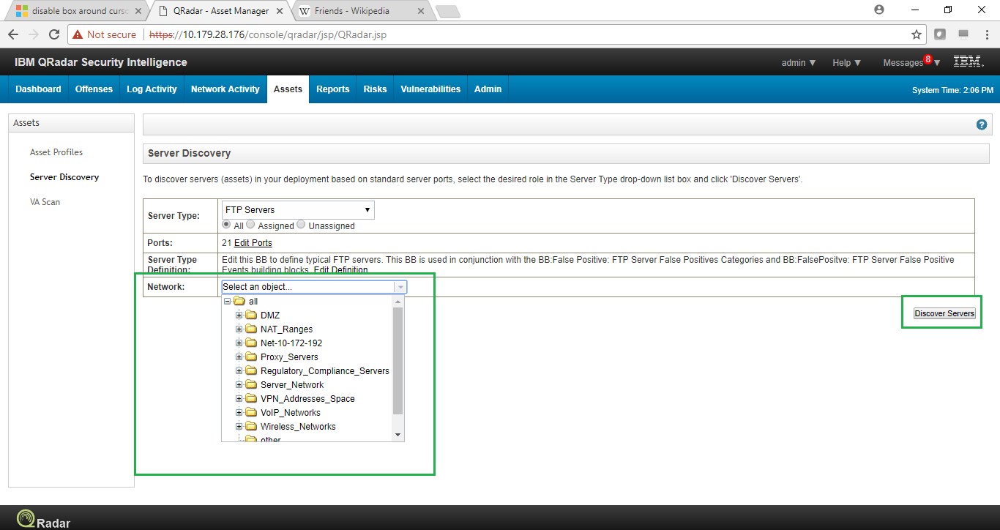 disable box around curso
QRadar - Asset Manager
W Friends - Wikipedia
Not secure https://10.179.28.176/console/qradar/jsp/QRadar.jsp
IBM QRadar Security Intelligence
admin ▼ Help ▼ Messages 8 ▼ IBM.
Dashboard Offenses Log Activity Network Activity Assets Reports Risks Vulnerabilities Admin
System Time: 2:06 PM
Assets
Asset Profiles
Server Discovery
VA Scan
?
Server Discovery
To discover servers (assets) in your deployment based on standard server ports, select the desired role in the Server Type drop-down list box and click 'Discover Servers'.
Server Type:
FTP Servers
All Assigned Unassigned
Ports:
21 Edit Ports
Server Type
Definition:
Edit this BB to define typical FTP servers. This BB is used in conjunction with the BB:False Positive: FTP Server False Positives Categories and BB:FalsePositve: FTP Server False Positive
Events building blocks. Edit Definition
Network:
Select an object...
all
DMZ
NAT_Ranges
Net-10-172-192
Proxy_Servers
Regulatory_Compliance_Servers
Server_Network
VPN_Addresses_Space
VoIP_Networks
Wireless_Networks
other
Discover Servers
QRadar